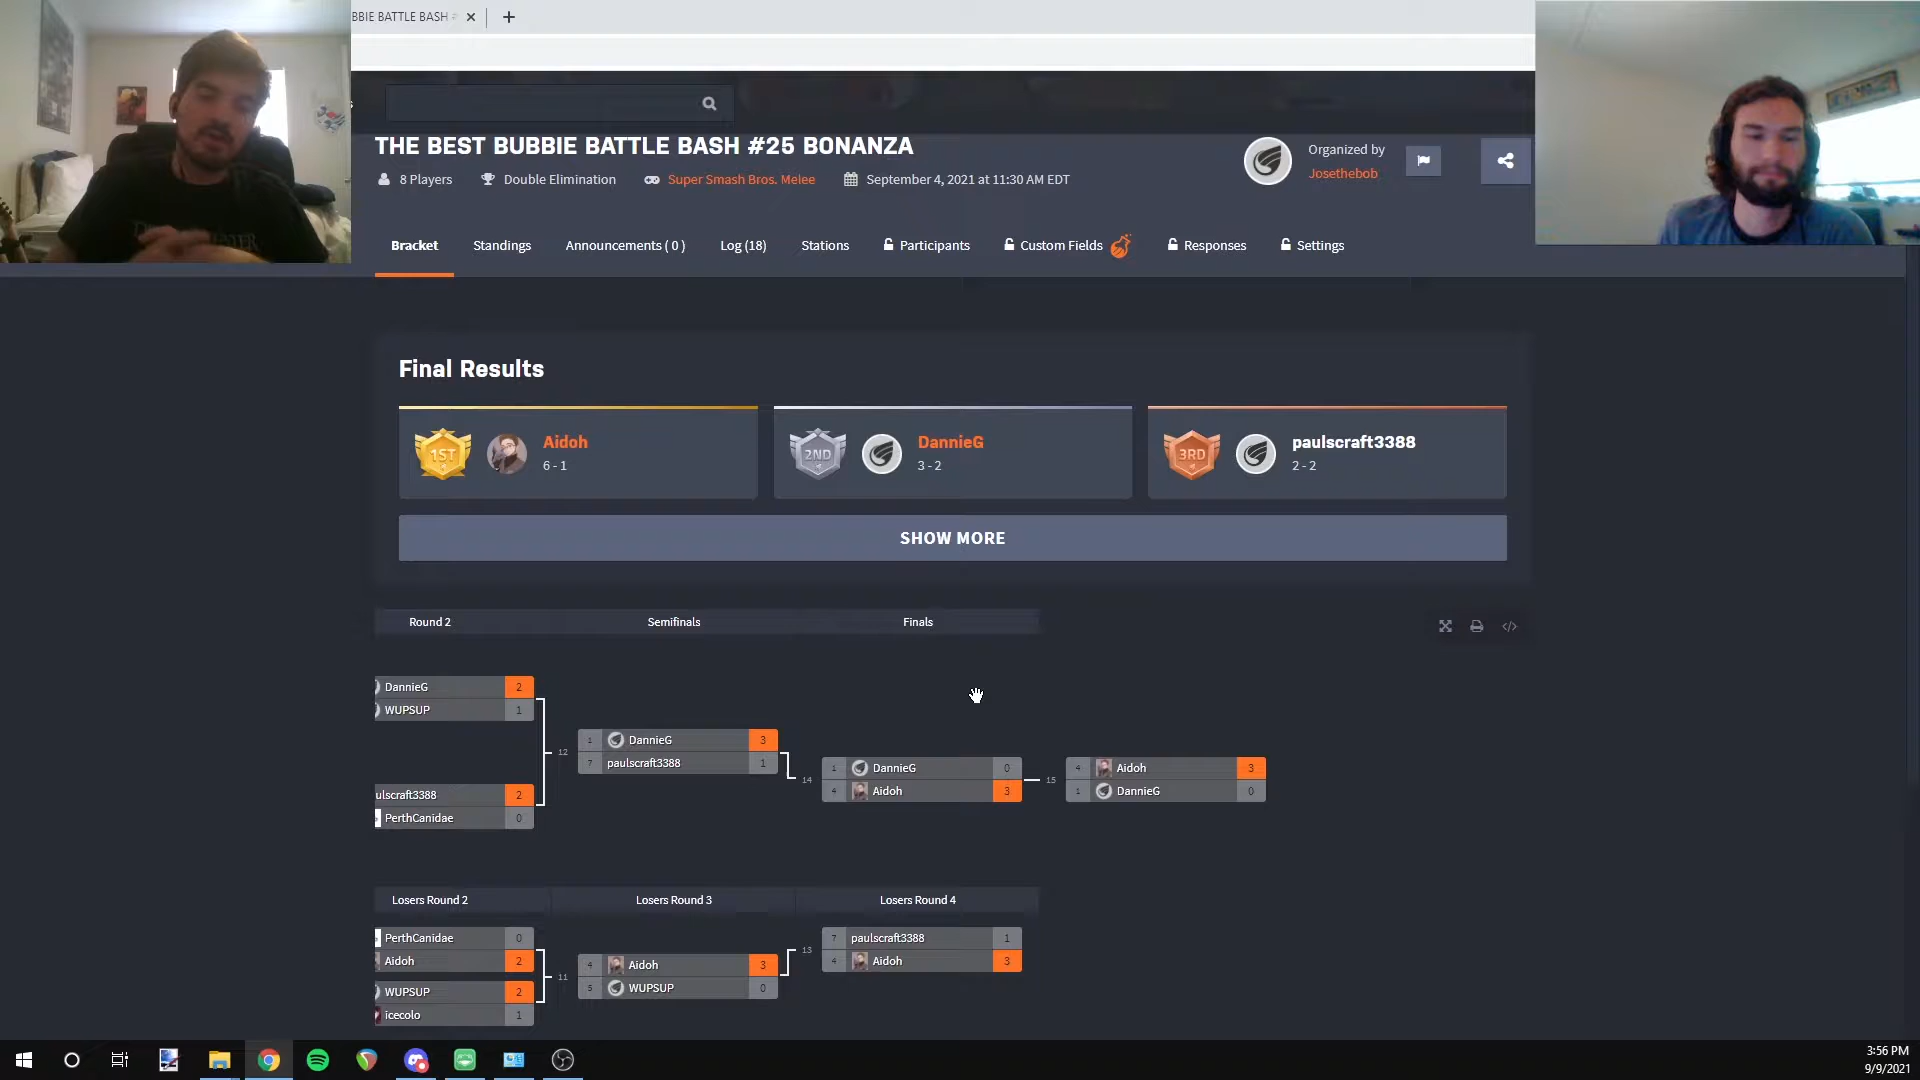 BBIE BATTLE BASH
THE BEST BUBBIE BATTLE BASH #25 BONANZA
8 Players Double Elimination Super Smash Bros. Melee September 4, 2021 at 11:30 AM EDT
Organized by
Josethebob
Bracket Standings Announcements ( 0 ) Log (18) Stations Participants Custom Fields Responses Settings
Final Results
1ST Aidoh
6 - 1
2ND DannieG
3 - 2
3RD paulscraft3388
2 - 2
SHOW MORE
Round 2 Semifinals Finals
DannieG 2
WUPSUP 1
12
1 DannieG 3
7 paulscraft3388 1
14
1 DannieG 0
4 Aidoh 3
15
4 Aidoh 3
1 DannieG 0
ulscraft3388 2
PerthCanidae 0
Losers Round 2 Losers Round 3 Losers Round 4
PerthCanidae 0
Aidoh 2
WUPSUP 2
icecolo 1
11
4 Aidoh 3
5 WUPSUP 0
13
7 paulscraft3388 1
4 Aidoh 3
3:56 PM
9/9/2021